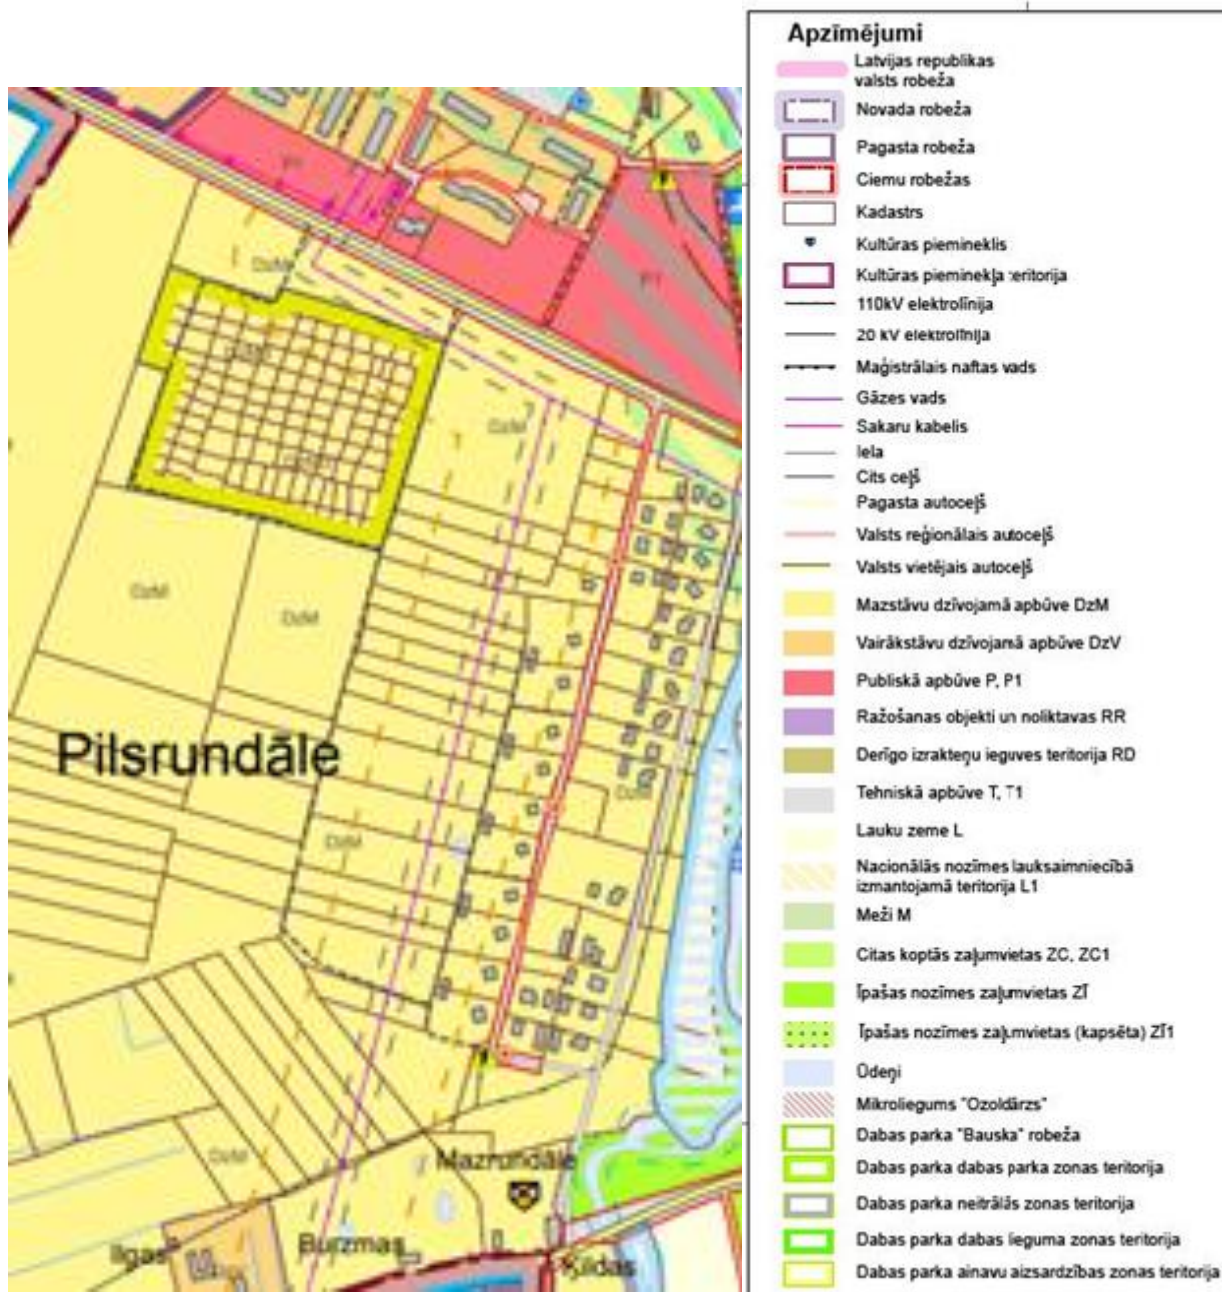 P1
P1
DzM
DzM
DzM
DzM
DzM
Pilsrundāle
DzM
DzM
DzM
Mazrundāle
Ilgas
Burzmas
Ķildas
Apzīmējumi
Latvijas republikas
valsts robeža
Novada robeža
Pagasta robeža
Ciemu robežas
Kadastrs
Kultūras piemineklis
Kultūras pieminekļa teritorija
110kV elektrolīnija
20 kV elektrolīnija
Maģistrālais naftas vads
Gāzes vads
Sakaru kabelis
Iela
Cits ceļš
Pagasta autoceļš
Valsts reģionālais autoceļš
Valsts vietējais autoceļš
Mazstāvu dzīvojamā apbūve DzM
Vairākstāvu dzīvojamā apbūve DzV
Publiskā apbūve P, P1
Ražošanas objekti un noliktavas RR
Derīgo izrakteņu ieguves teritorija RD
Tehniskā apbūve T, T1
Lauku zeme L
Nacionālās nozīmes lauksaimniecībā
izmantojamā teritorija L1
Meži M
Citas koptās zaļumvietas ZC, ZC1
Īpašas nozīmes zaļumvietas ZĪ
Īpašas nozīmes zaļumvietas (kapsēta) ZĪ1
Ūdeņi
Mikroliegums "Ozoldārzs"
Dabas parka "Bauska" robeža
Dabas parka dabas parka zonas teritorija
Dabas parka neitrālās zonas teritorija
Dabas parka dabas lieguma zonas teritorija
Dabas parka ainavu aizsardzības zonas teritorija